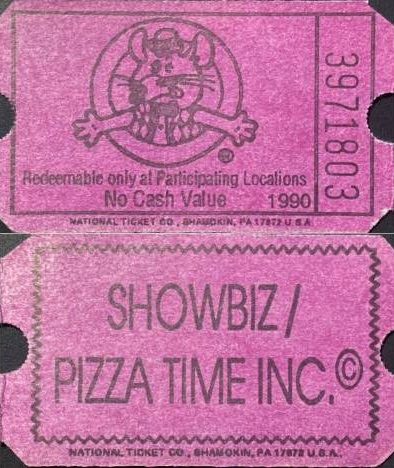 3971803
®
Redeemable only at Participating Locations
No Cash Value 1990
NATIONAL TICKET CO., SHAMOKIN, PA 17872 U.S.A
SHOWBIZ /
PIZZA TIME INC.©
NATIONAL TICKET CO., SHAMOKIN, PA 17872 U.S.A.